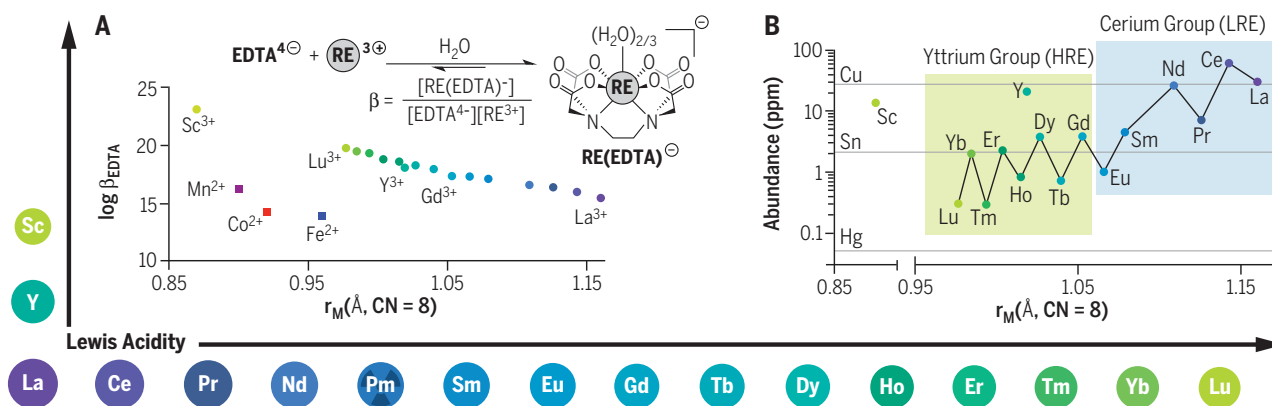 A
EDTA4⊖ + RE 3⊕
H2O
β = [RE(EDTA)-]
[EDTA4-][RE3+]
(H2O)2/3
⊖
O O O O
O O O O
RE
N N
RE(EDTA)⊖
log βEDTA
25
20
15
10
Sc3+
Lu3+
Y3+
Gd3+
La3+
Mn2+
Co2+
Fe2+
0.85 0.95 1.05 1.15
rM(Å, CN = 8)
B
Cerium Group (LRE)
Yttrium Group (HRE)
Abundance (ppm)
100
10
1
0.1
Cu
Sn
Hg
Sc
Y
Yb
Er
Dy
Gd
Lu
Tm
Ho
Tb
Eu
Sm
Nd
Pr
Ce
La
0.85 0.95 1.05 1.15
rM(Å, CN = 8)
Sc
Y
Lewis Acidity
La Ce Pr Nd Pm Sm Eu Gd Tb Dy Ho Er Tm Yb Lu